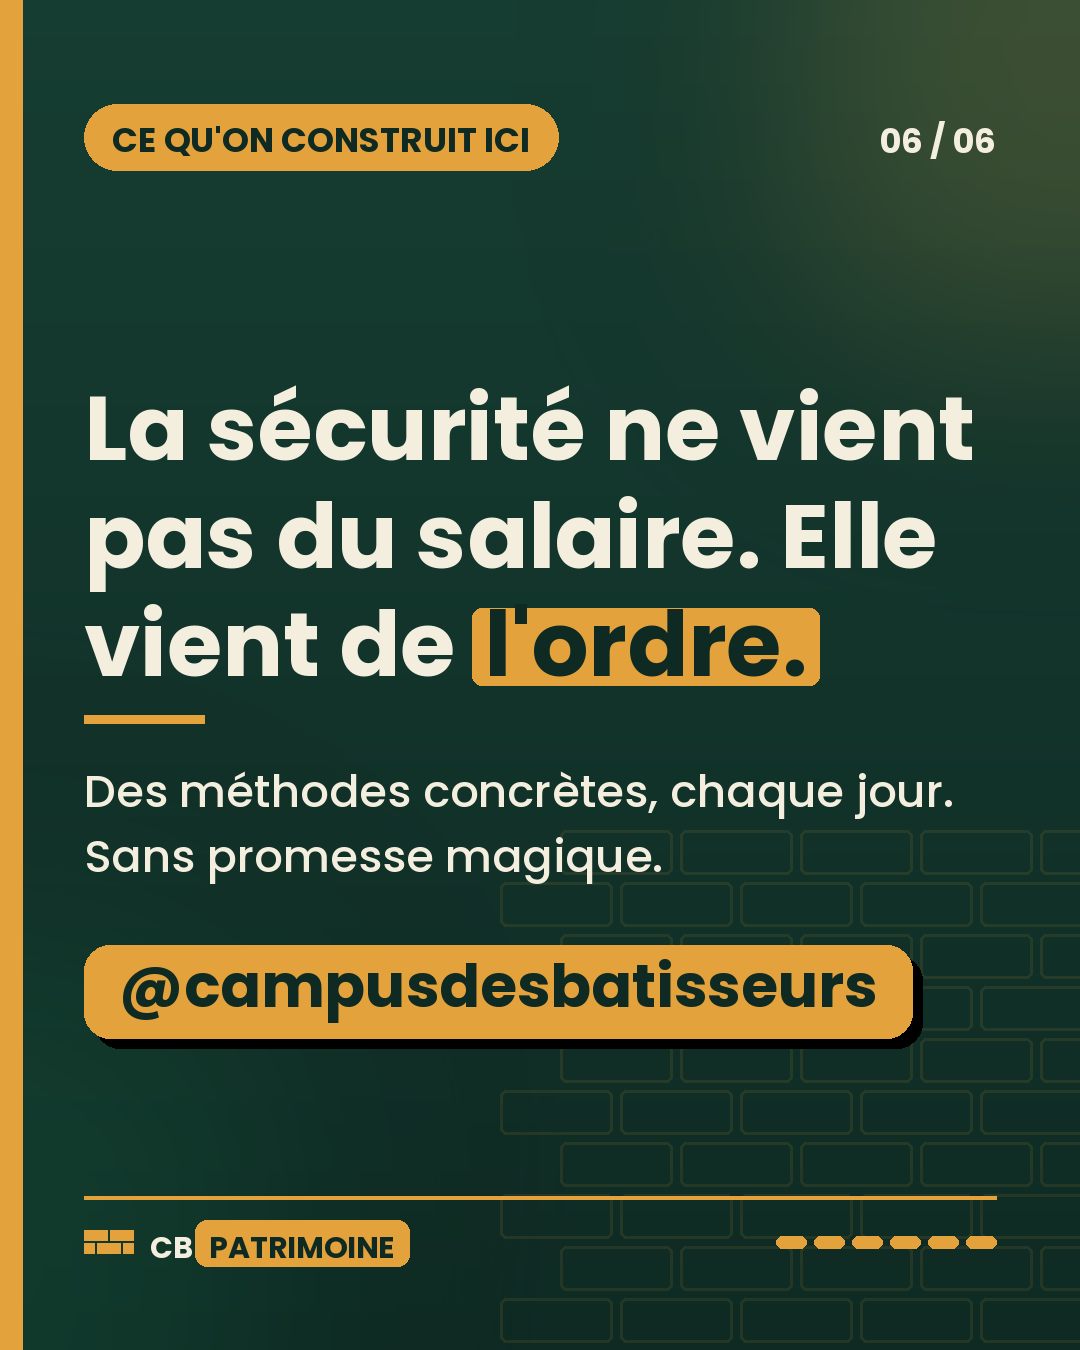 CE QU'ON CONSTRUIT ICI
06 / 06
La sécurité ne vient
pas du salaire. Elle
vient de l'ordre.
Des méthodes concrètes, chaque jour.
Sans promesse magique.
@campusdesbatisseurs
CB PATRIMOINE